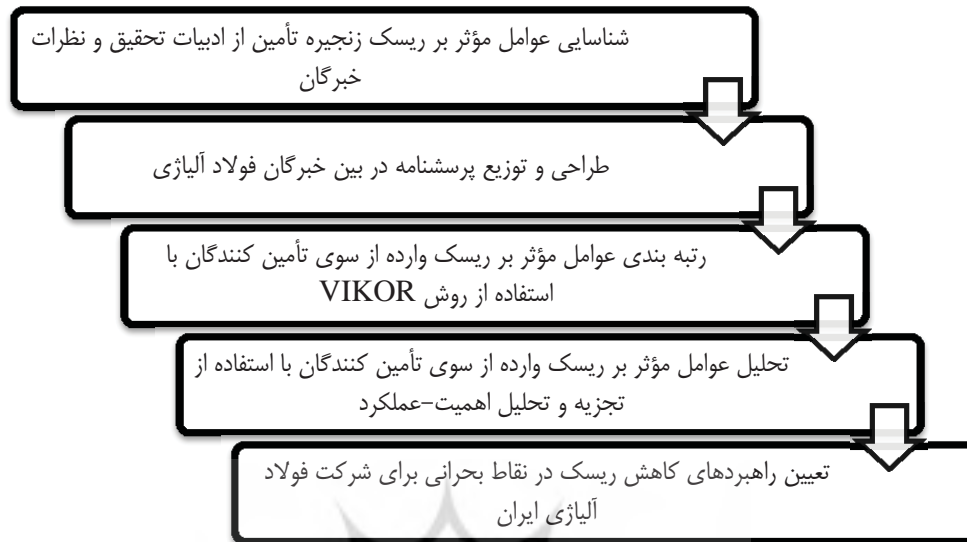 شناسایی عوامل مؤثر بر ریسک زنجیره تأمین از ادبیات تحقیق و نظرات
خبرگان
طراحی و توزیع پرسشنامه در بین خبرگان فولاد آلیاژی
رتبه بندی عوامل مؤثر بر ریسک وارده از سوی تأمین کنندگان با
استفاده از روش VIKOR
تحلیل عوامل مؤثر بر ریسک وارده از سوی تأمین کنندگان با استفاده از
تجزیه و تحلیل اهمیت-عملکرد
تعیین راهبردهای کاهش ریسک در نقاط بحرانی برای شرکت فولاد
آلیاژی ایران